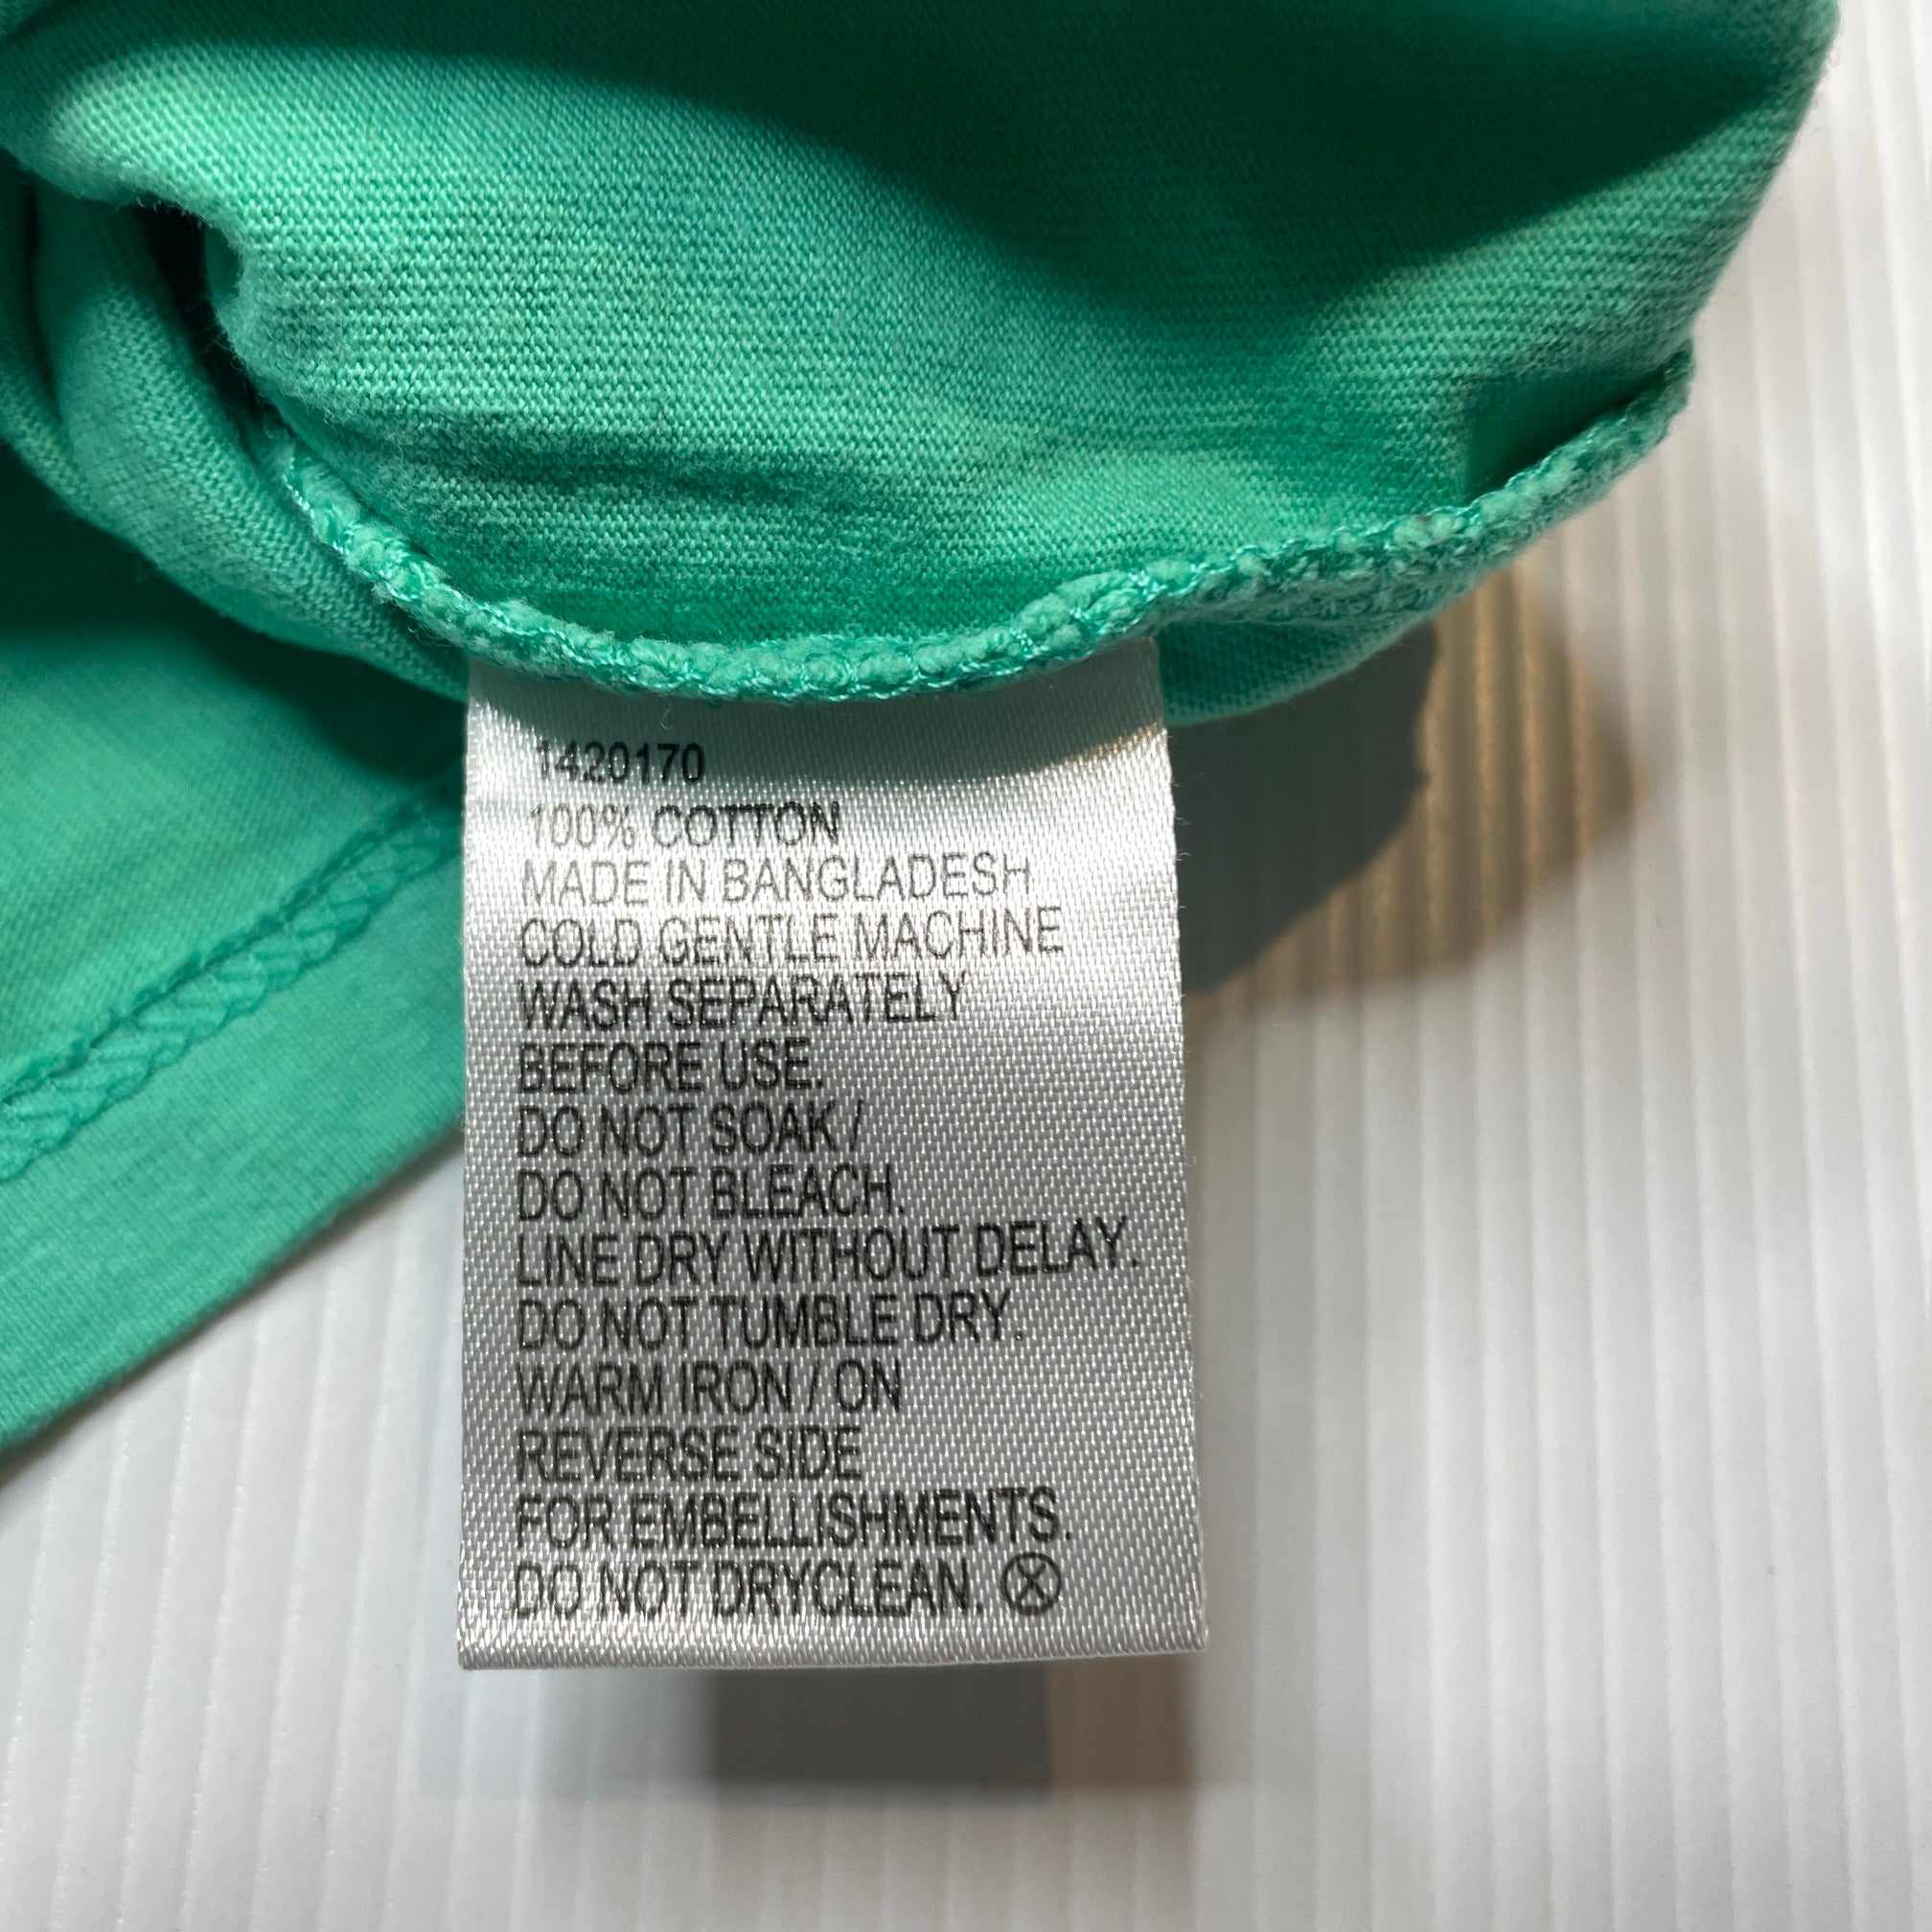 1420170
100% COTTON
MADE IN BANGLADESH
COLD GENTLE MACHINE
WASH SEPARATELY
BEFORE USE.
DO NOT SOAK /
DO NOT BLEACH.
LINE DRY WITHOUT DELAY.
DO NOT TUMBLE DRY.
WARM IRON / ON
REVERSE SIDE
FOR EMBELLISHMENTS.
DO NOT DRYCLEAN. ⓧ